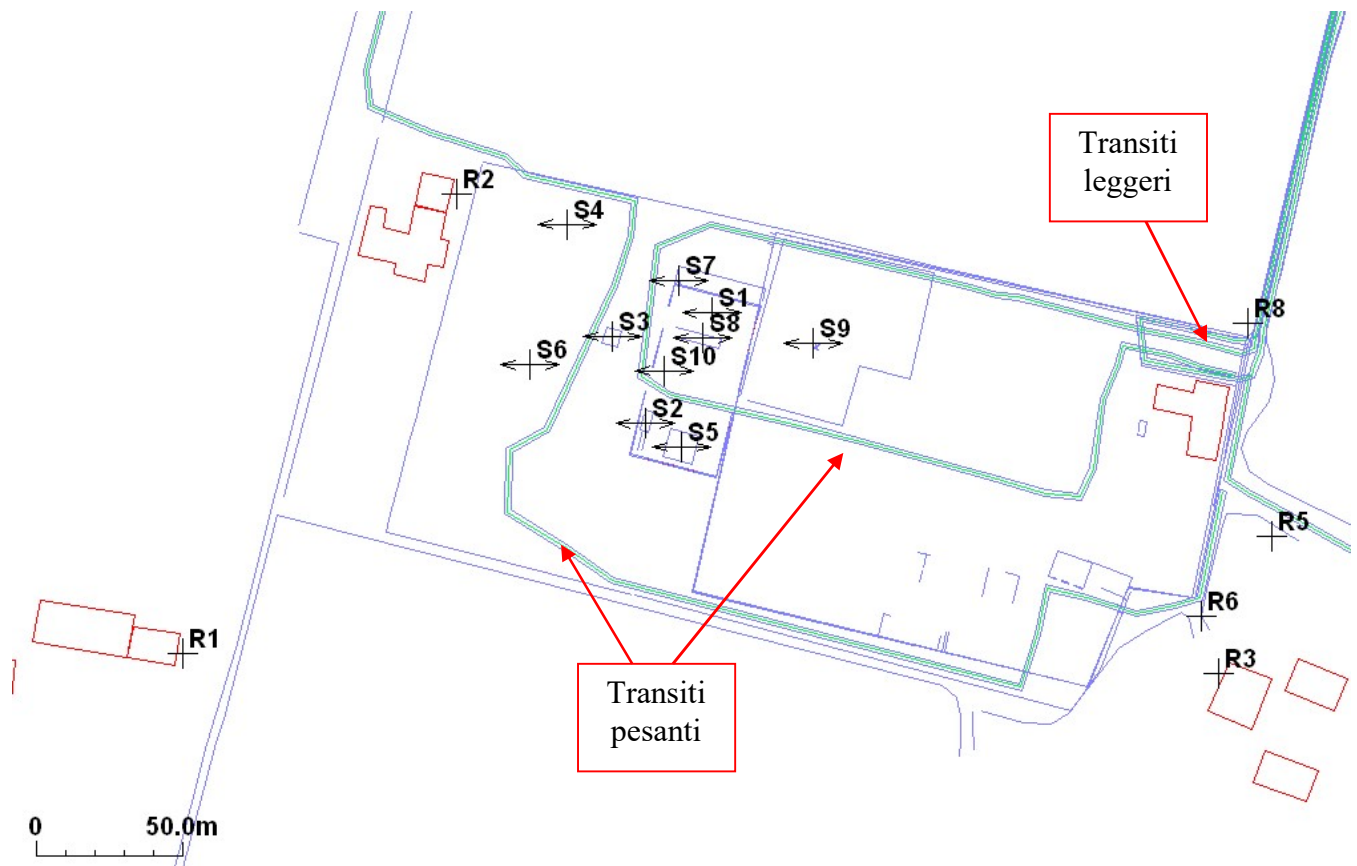 Transiti
leggeri
R2
S4
S7
S1
R8
S3
S8
S9
S6
S10
S2
S5
R5
R6
R1
R3
Transiti
pesanti
0 50.0m